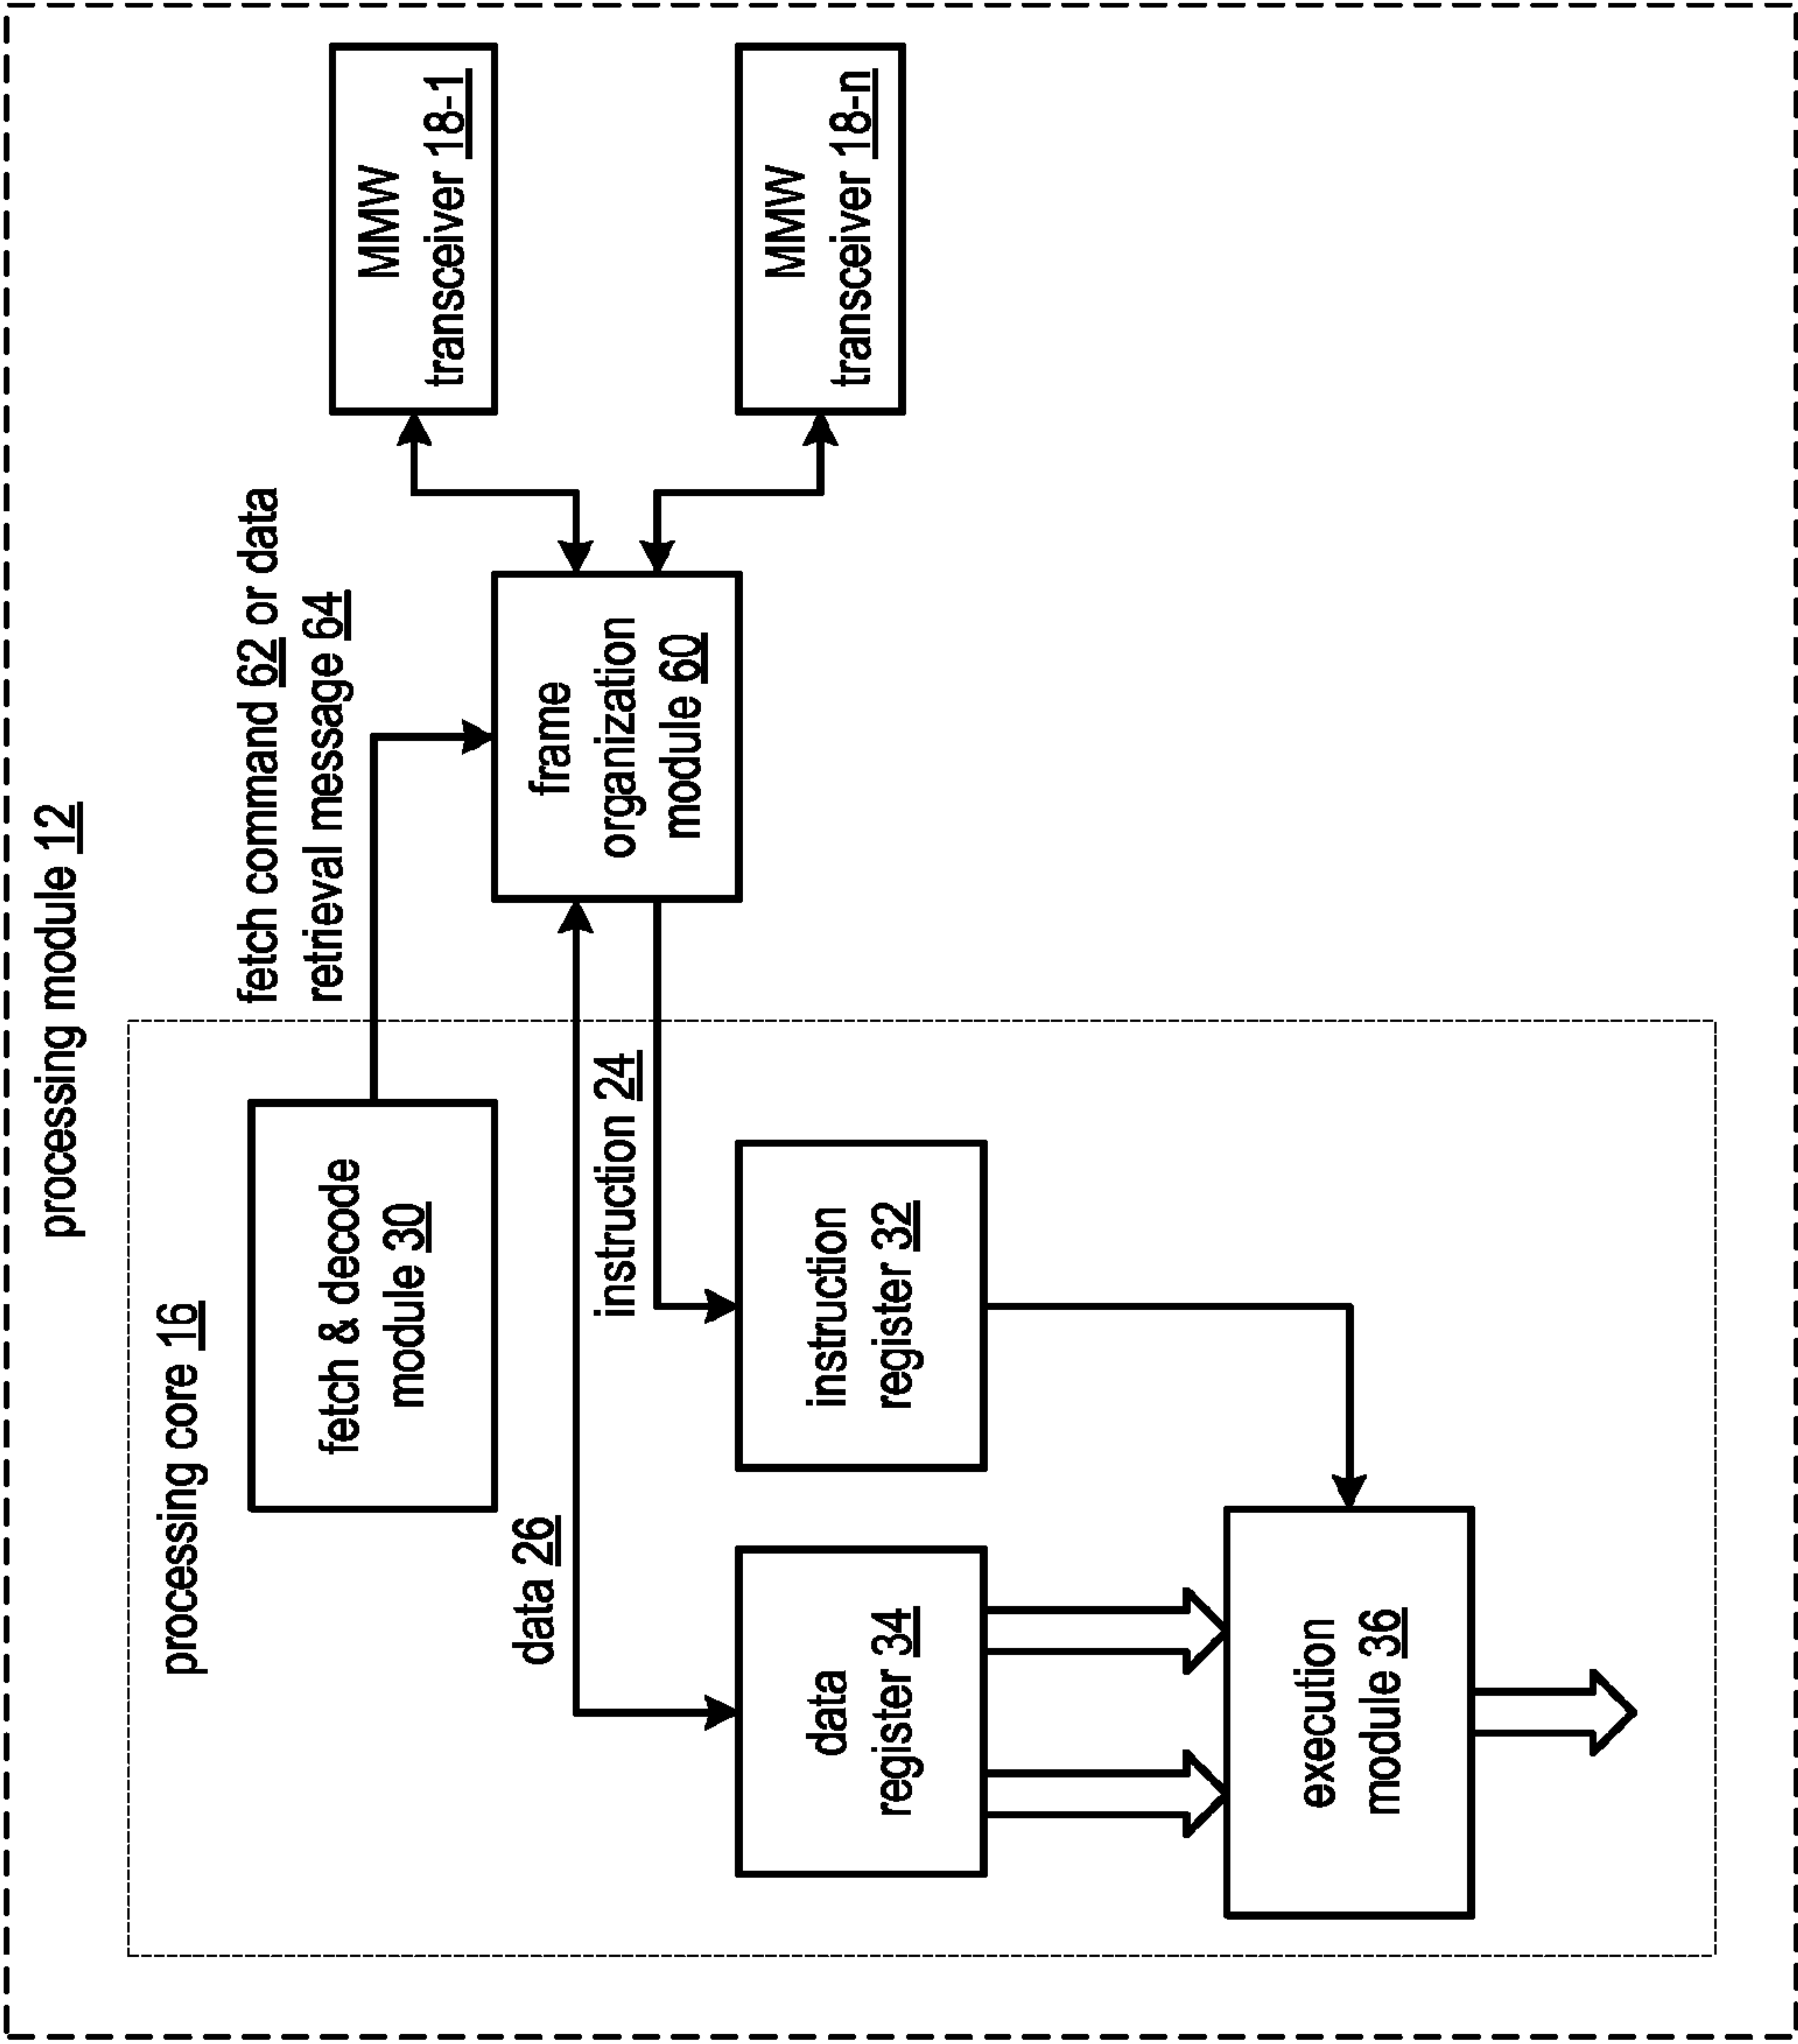 processing module 12
processing core 16
fetch & decode
module 30
fetch command 62 or data
retrieval message 64
MMW
transceiver 18-1
data 26
instruction 24
frame
organization
module 60
MMW
transceiver 18-n
data
register 34
instruction
register 32
execution
module 36